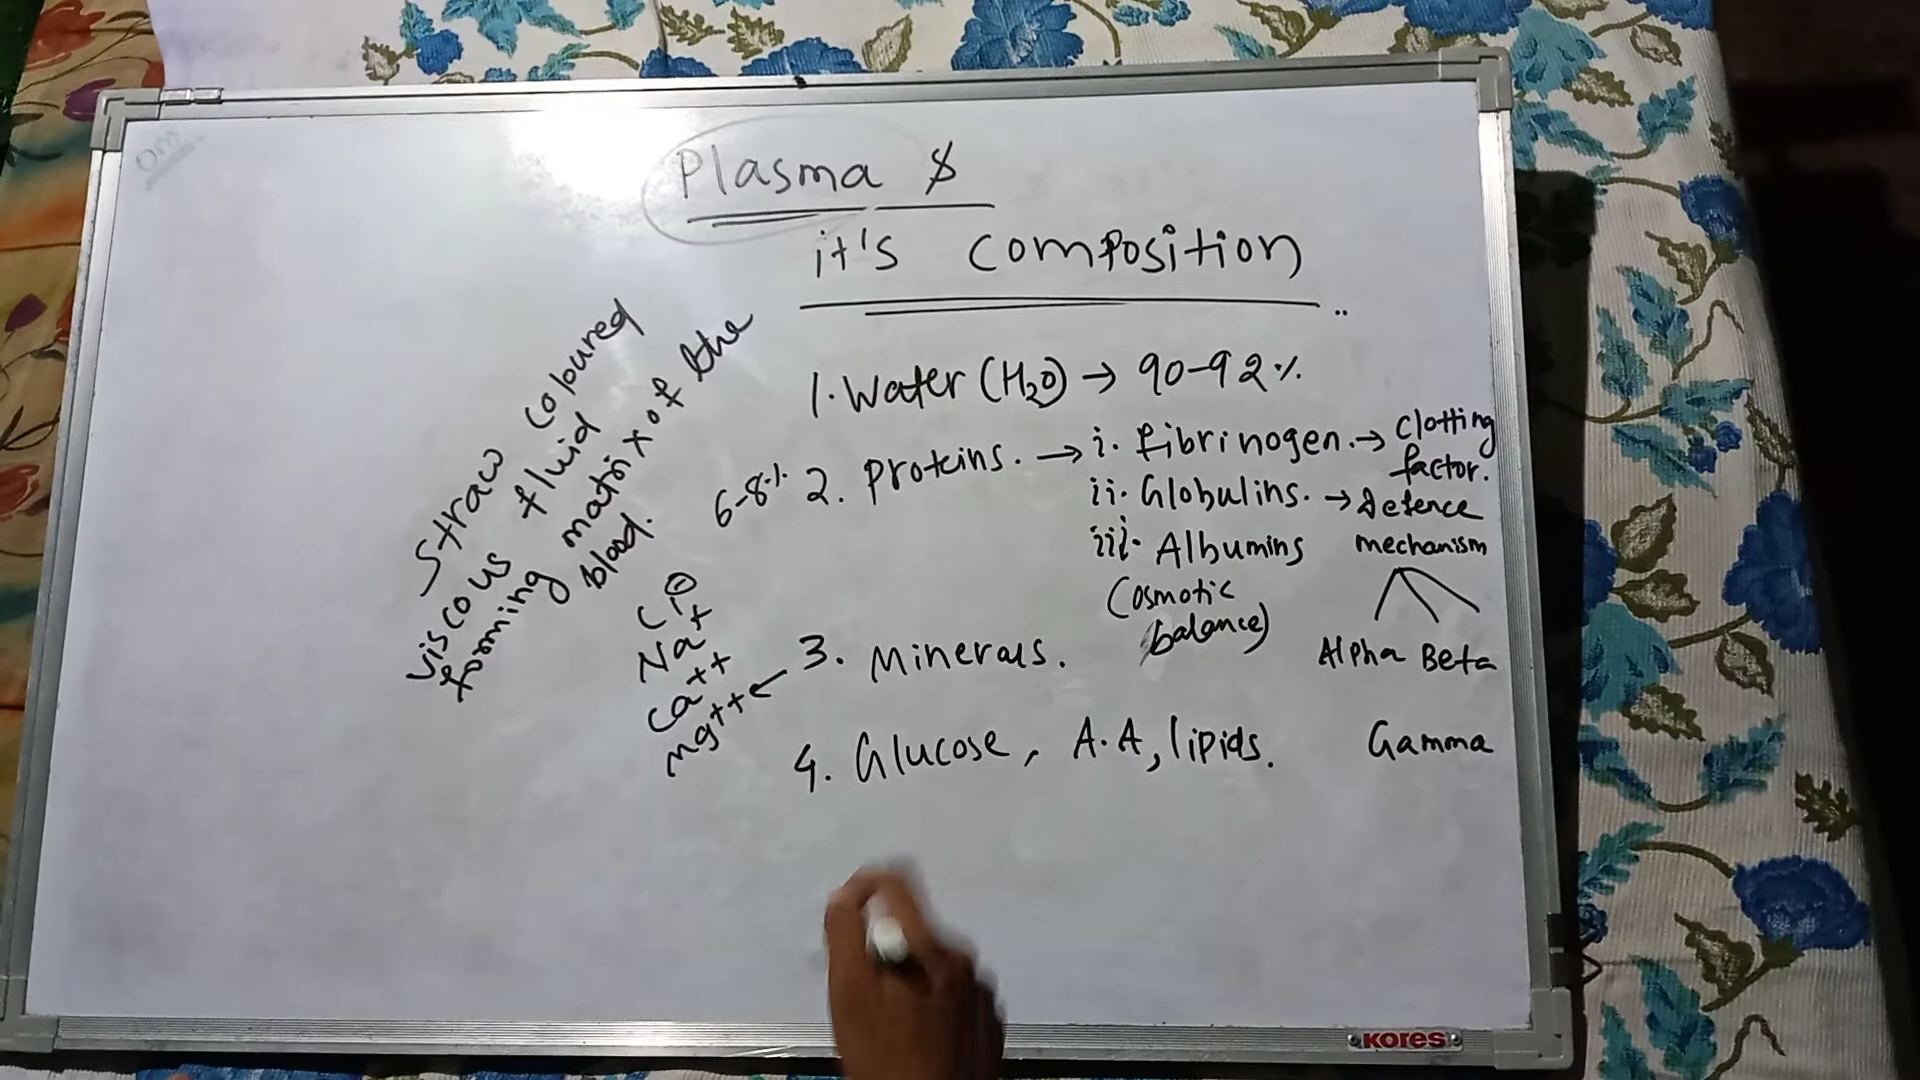 om
Plasma &
it's composition
Straw coloured
viscous fluid
forming matrix of the
blood.
1. Water (H₂O) → 90-92%
6-8% 2. Proteins. → i. fibrinogen. → clotting
factor.
ii. Globulins. → Defence
mechanism
iii. Albumins
(osmotic
balance)
Alpha Beta
Gamma
3. Minerals.
Cl⊖
Na+
Ca++
Mg++
4. Glucose, A.A, lipids.
KORES